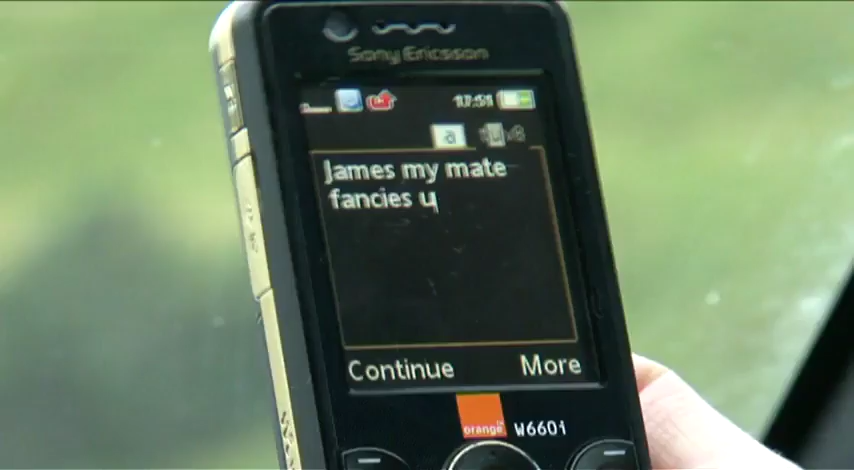 Sony Ericsson
17:51
a
James my mate
fancies u
Continue
More
orange
W660i